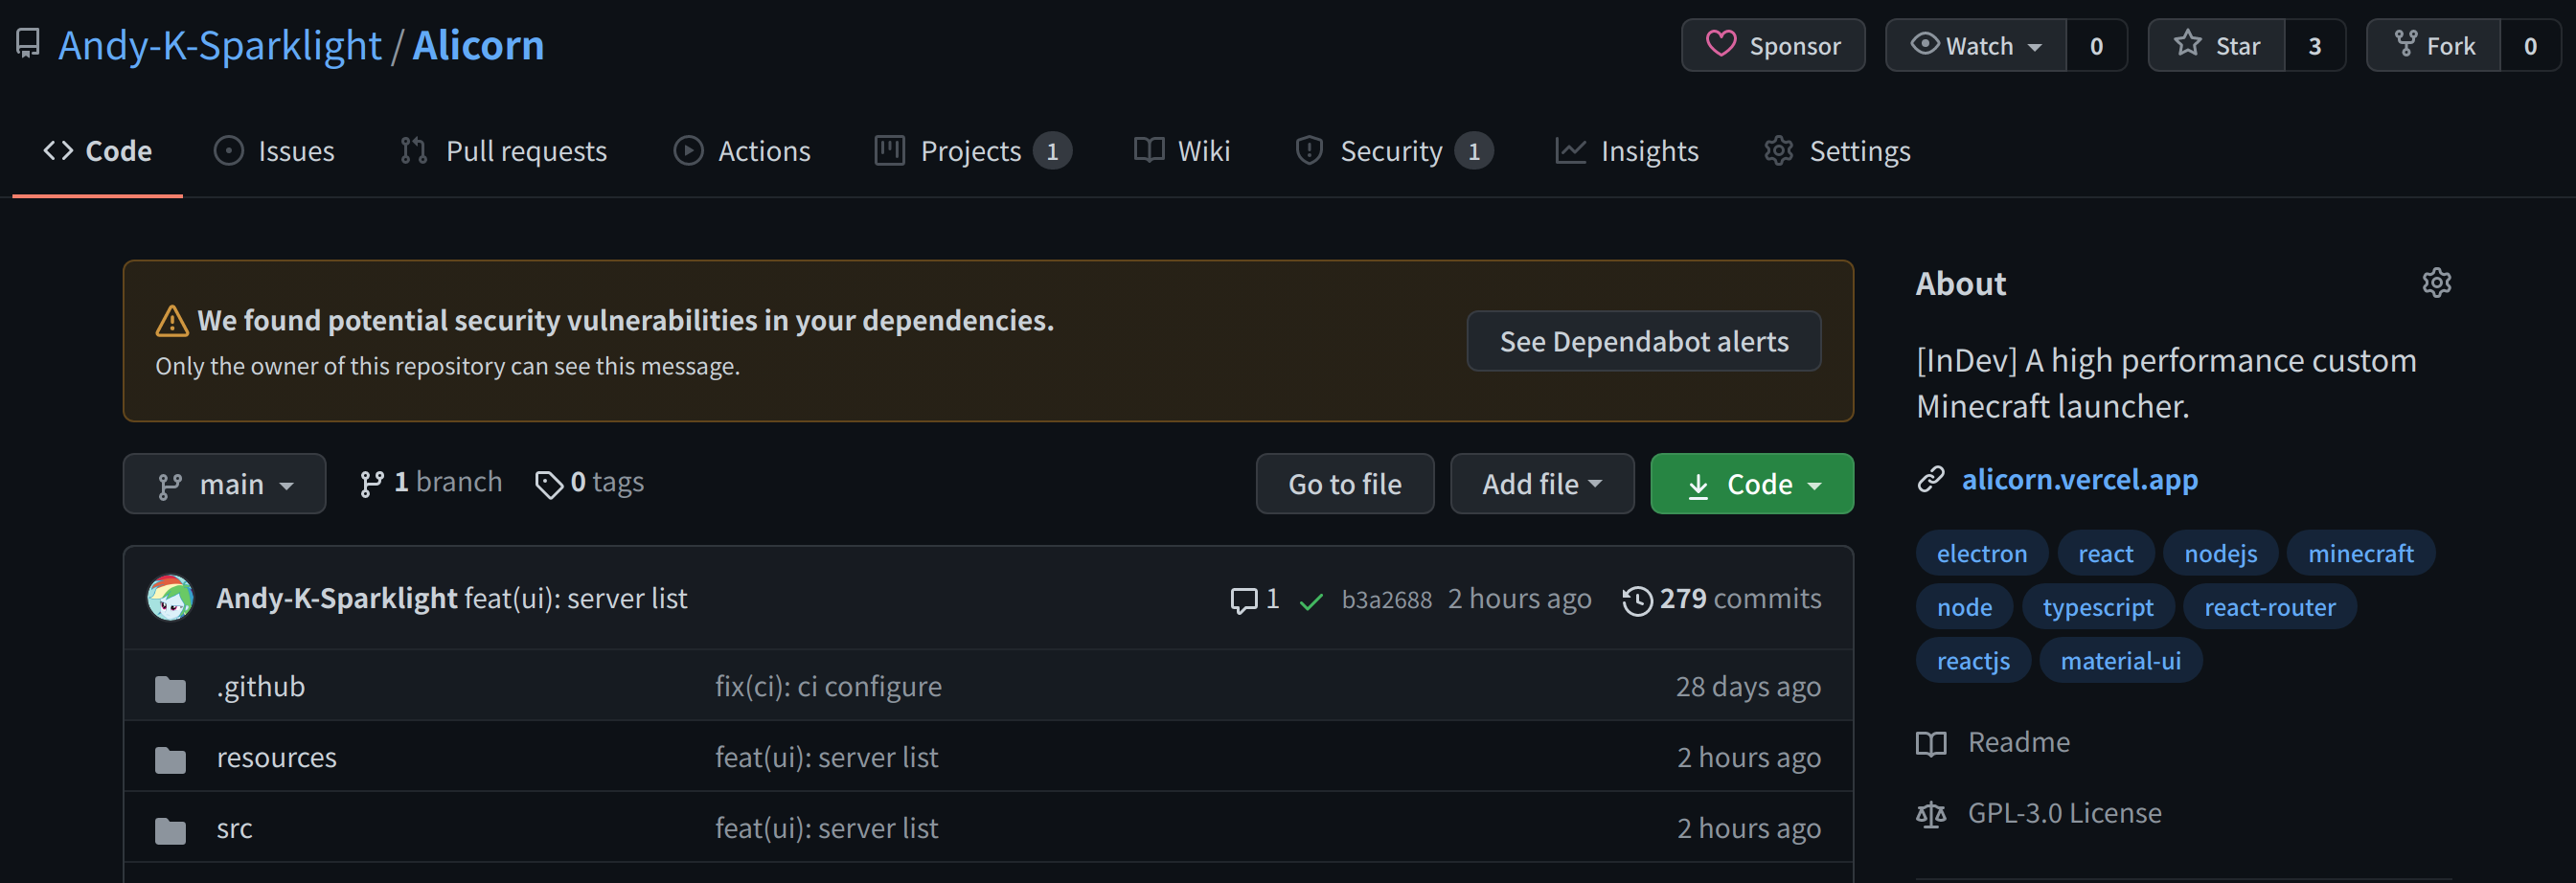 Andy-K-Sparklight / Alicorn
Sponsor
Watch 0
Star 3
Fork 0
Code
Issues
Pull requests
Actions
Projects 1
Wiki
Security 1
Insights
Settings
We found potential security vulnerabilities in your dependencies.
Only the owner of this repository can see this message.
See Dependabot alerts
main
1 branch
0 tags
Go to file
Add file
Code
Andy-K-Sparklight feat(ui): server list
1
b3a2688 2 hours ago
279 commits
.github fix(ci): ci configure 28 days ago
resources feat(ui): server list 2 hours ago
src feat(ui): server list 2 hours ago
About
[InDev] A high performance custom
Minecraft launcher.
alicorn.vercel.app
electron react nodejs minecraft
node typescript react-router
reactjs material-ui
Readme
GPL-3.0 License